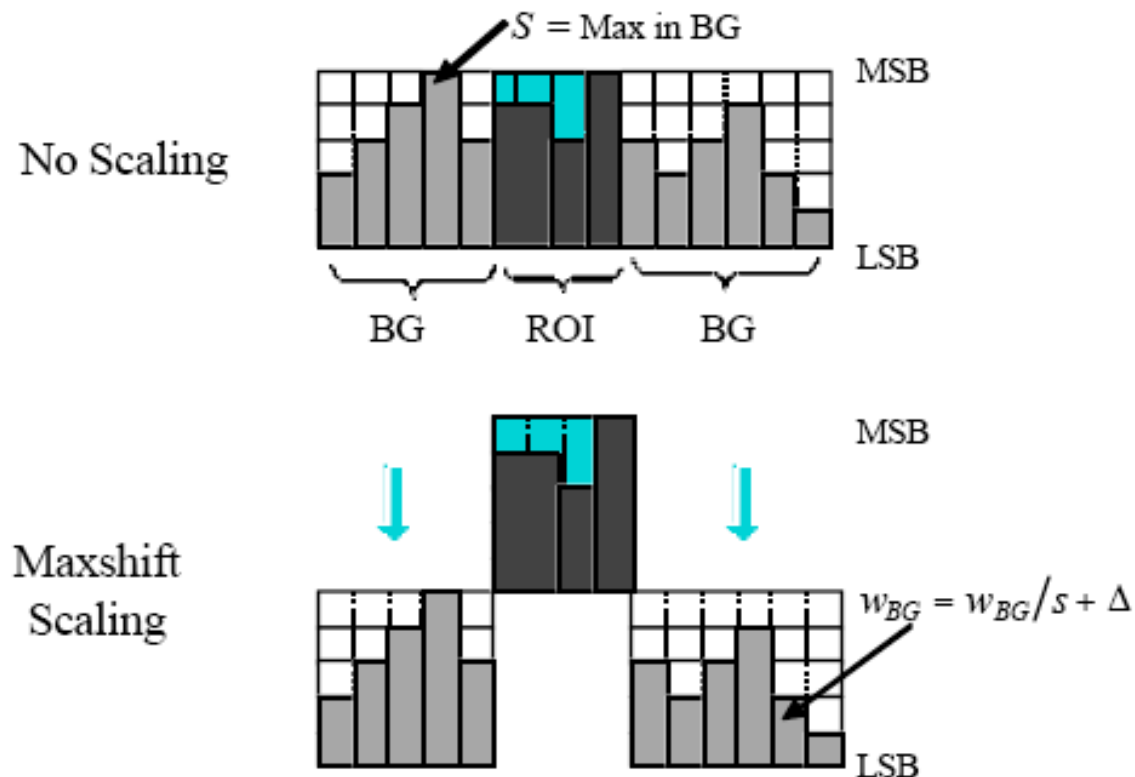 S = Max in BG
MSB
No Scaling
LSB
BG
ROI
BG
MSB
Maxshift
Scaling
w_BG = w_BG/s + Δ
LSB